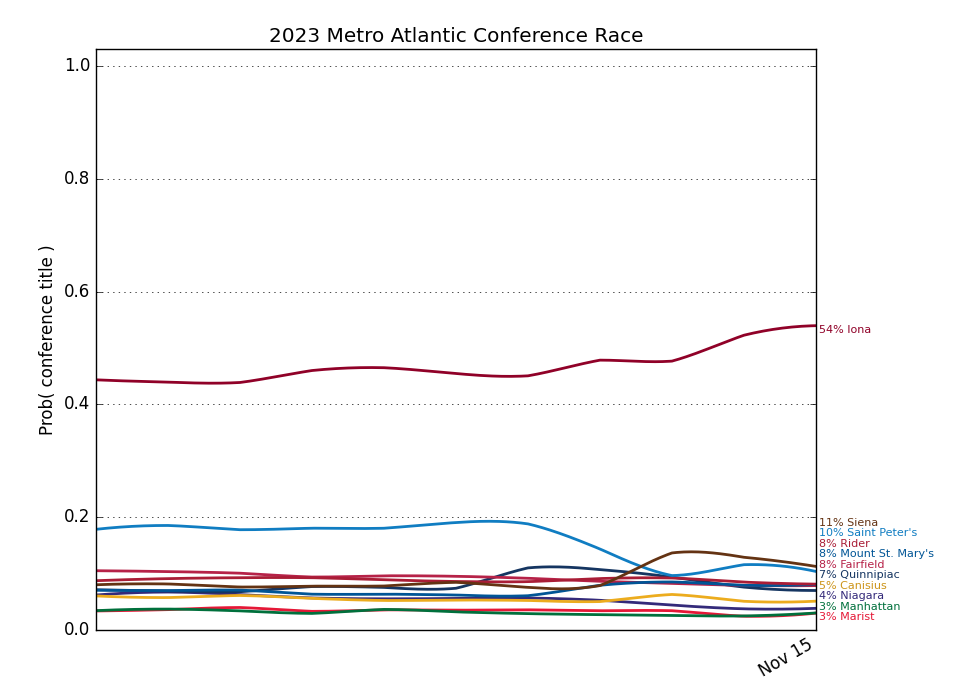 2023 Metro Atlantic Conference Race
1.0
0.8
0.6
0.4
0.2
0.0
Prob( conference title )
54% Iona
11% Siena
10% Saint Peter's
8% Rider
8% Mount St. Mary's
8% Fairfield
7% Quinnipiac
5% Canisius
4% Niagara
3% Manhattan
3% Marist
Nov 15